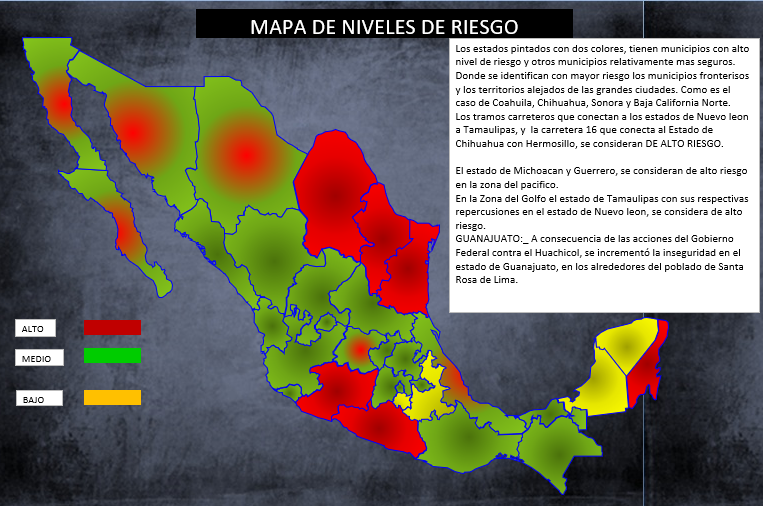 MAPA DE NIVELES DE RIESGO
Los estados pintados con dos colores, tienen municipios con alto
nivel de riesgo y otros municipios relativamente mas seguros.
Donde se identifican con mayor riesgo los municipios fronterisos
y los territorios alejados de las grandes ciudades. Como es el
caso de Coahuila, Chihuahua, Sonora y Baja California Norte.
Los tramos carreteros que conectan a los estados de Nuevo leon
a Tamaulipas, y la carretera 16 que conecta al Estado de
Chihuahua con Hermosillo, se consideran DE ALTO RIESGO.
El estado de Michoacan y Guerrero, se consideran de alto riesgo
en la zona del pacifico.
En la Zona del Golfo el estado de Tamaulipas con sus respectivas
repercusiones en el estado de Nuevo leon, se considera de alto
riesgo.
GUANAJUATO:_ A consecuencia de las acciones del Gobierno
Federal contra el Huachicol, se incrementó la inseguridad en el
estado de Guanajuato, en los alrededores del poblado de Santa
Rosa de Lima.
ALTO
MEDIO
BAJO